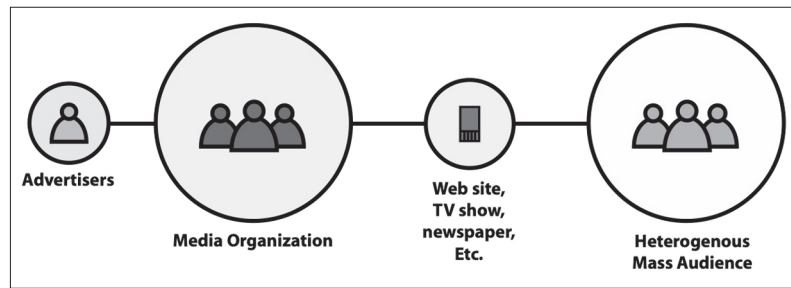 Advertisers
Media Organization
Web site,
TV show,
newspaper,
Etc.
Heterogenous
Mass Audience